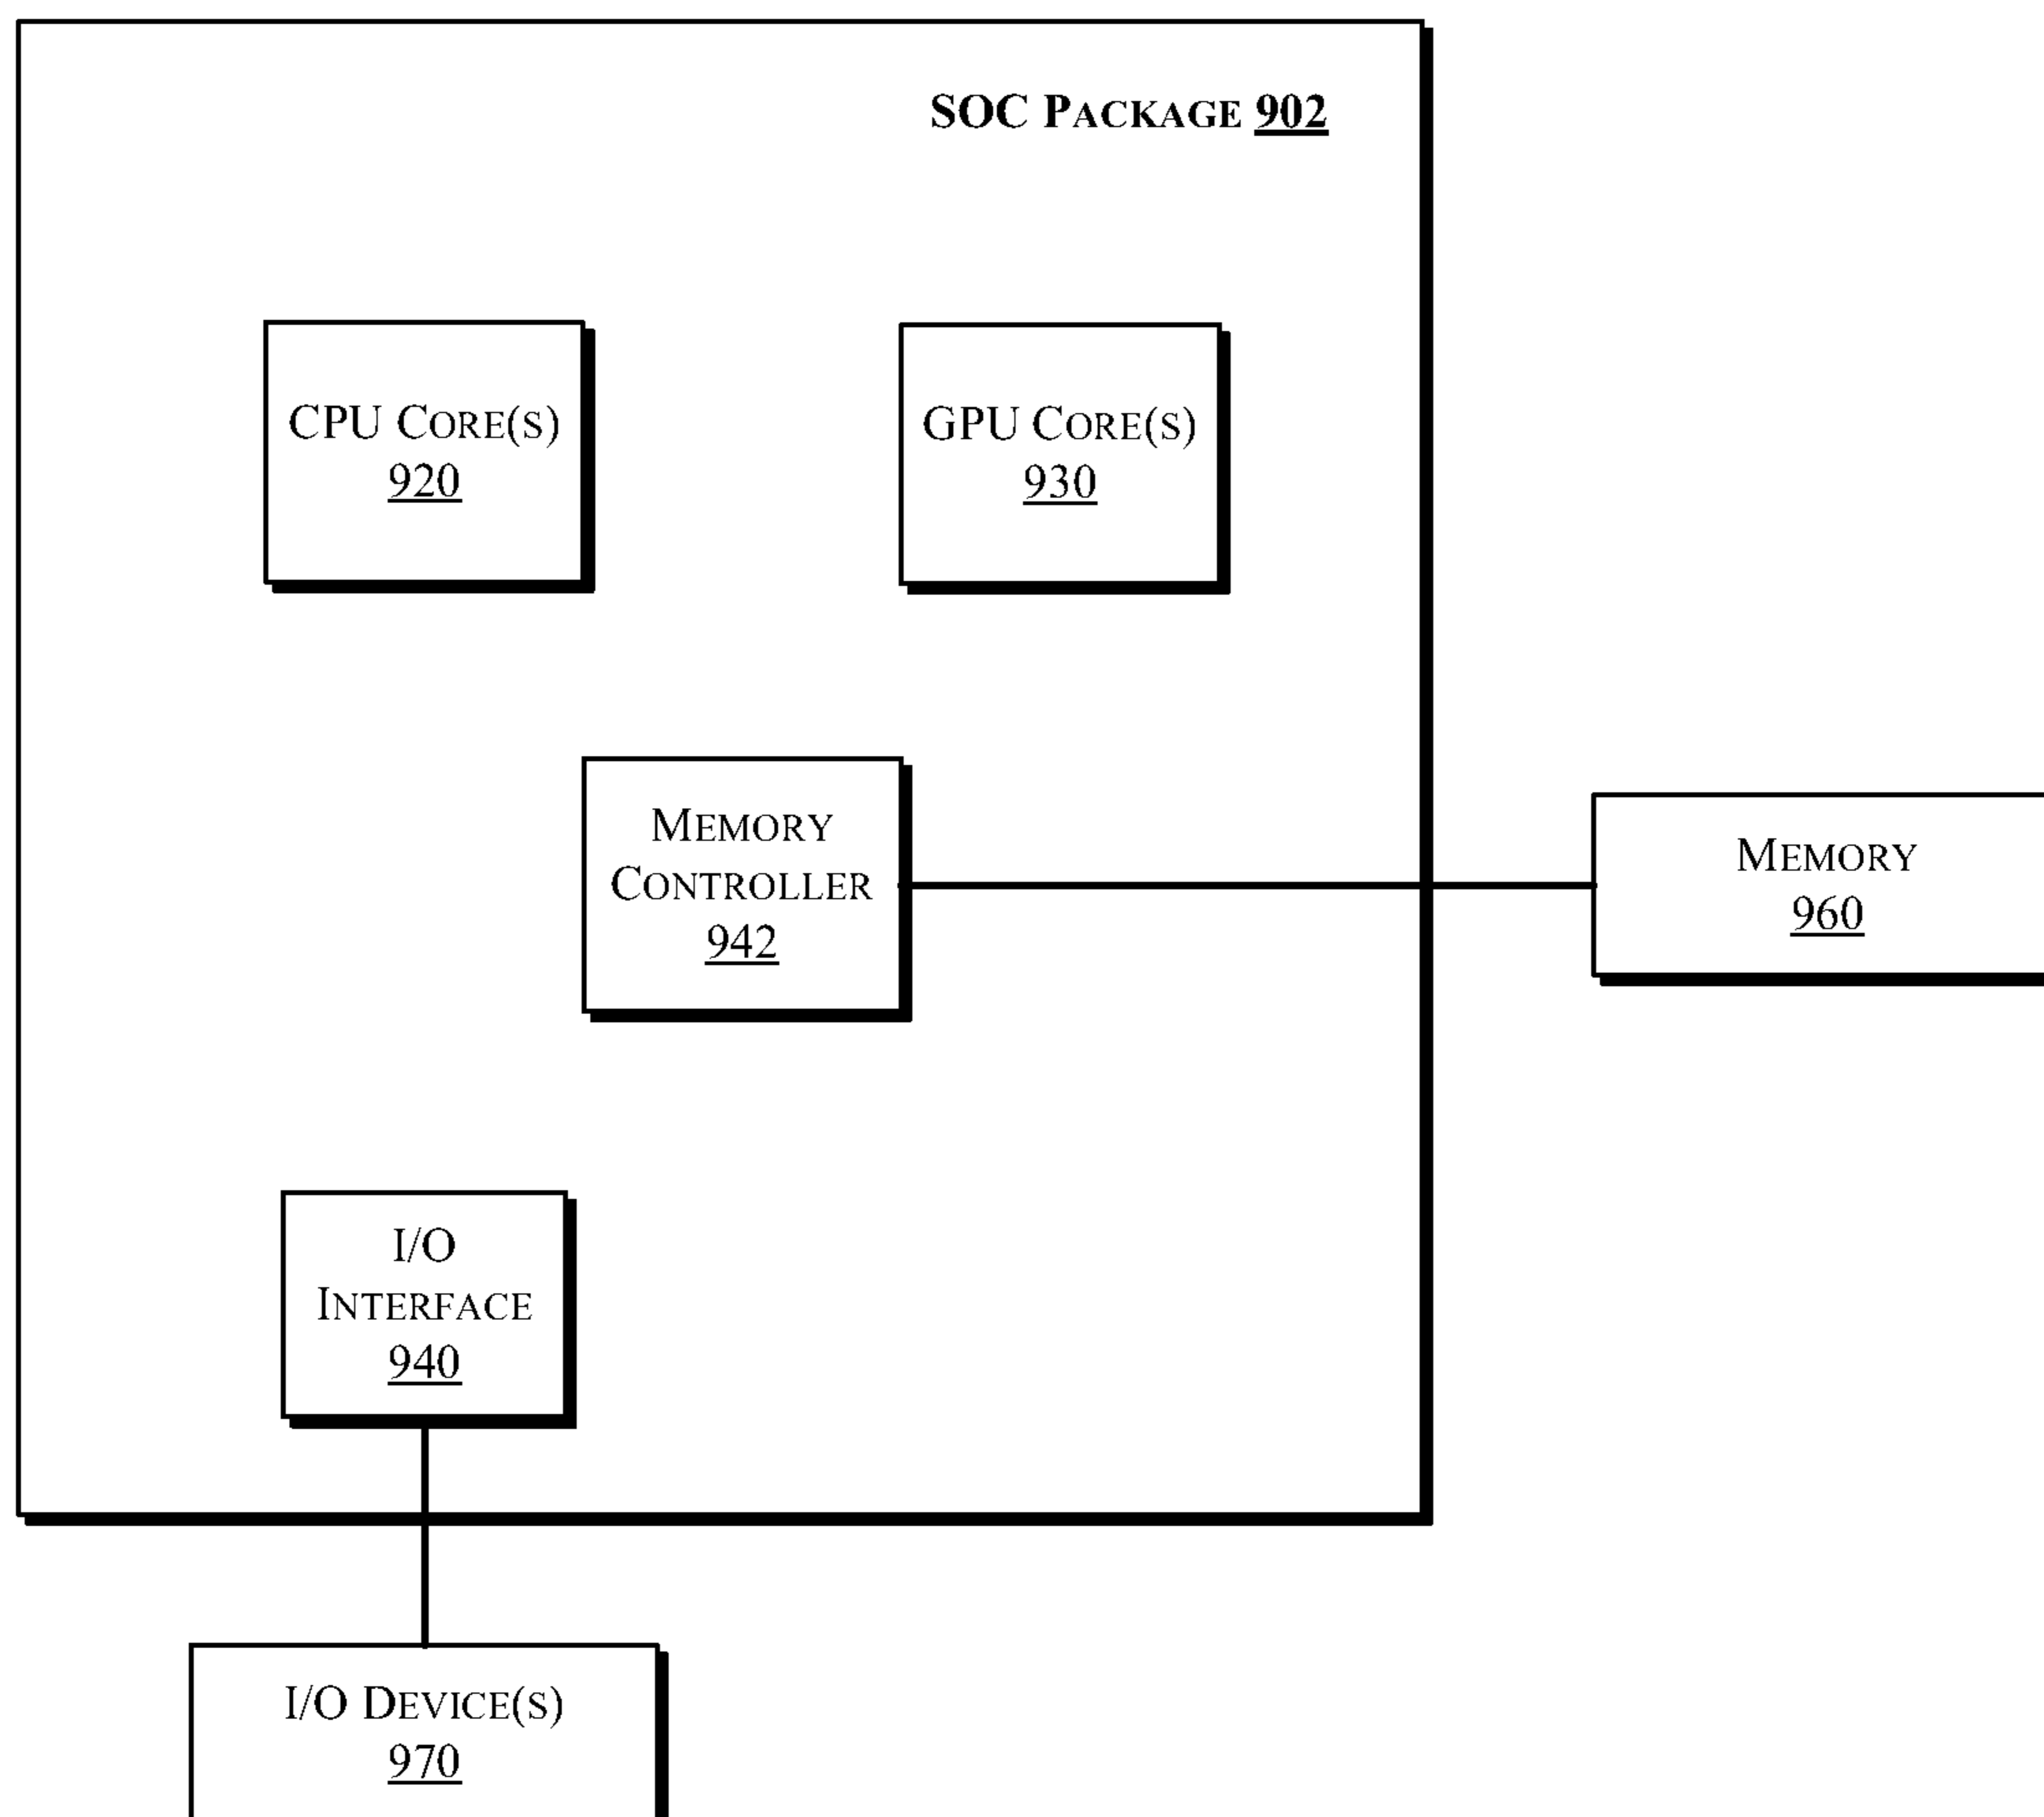 SOC PACKAGE 902
CPU CORE(S)
920
GPU CORE(S)
930
MEMORY
CONTROLLER
942
MEMORY
960
I/O
INTERFACE
940
I/O DEVICE(S)
970